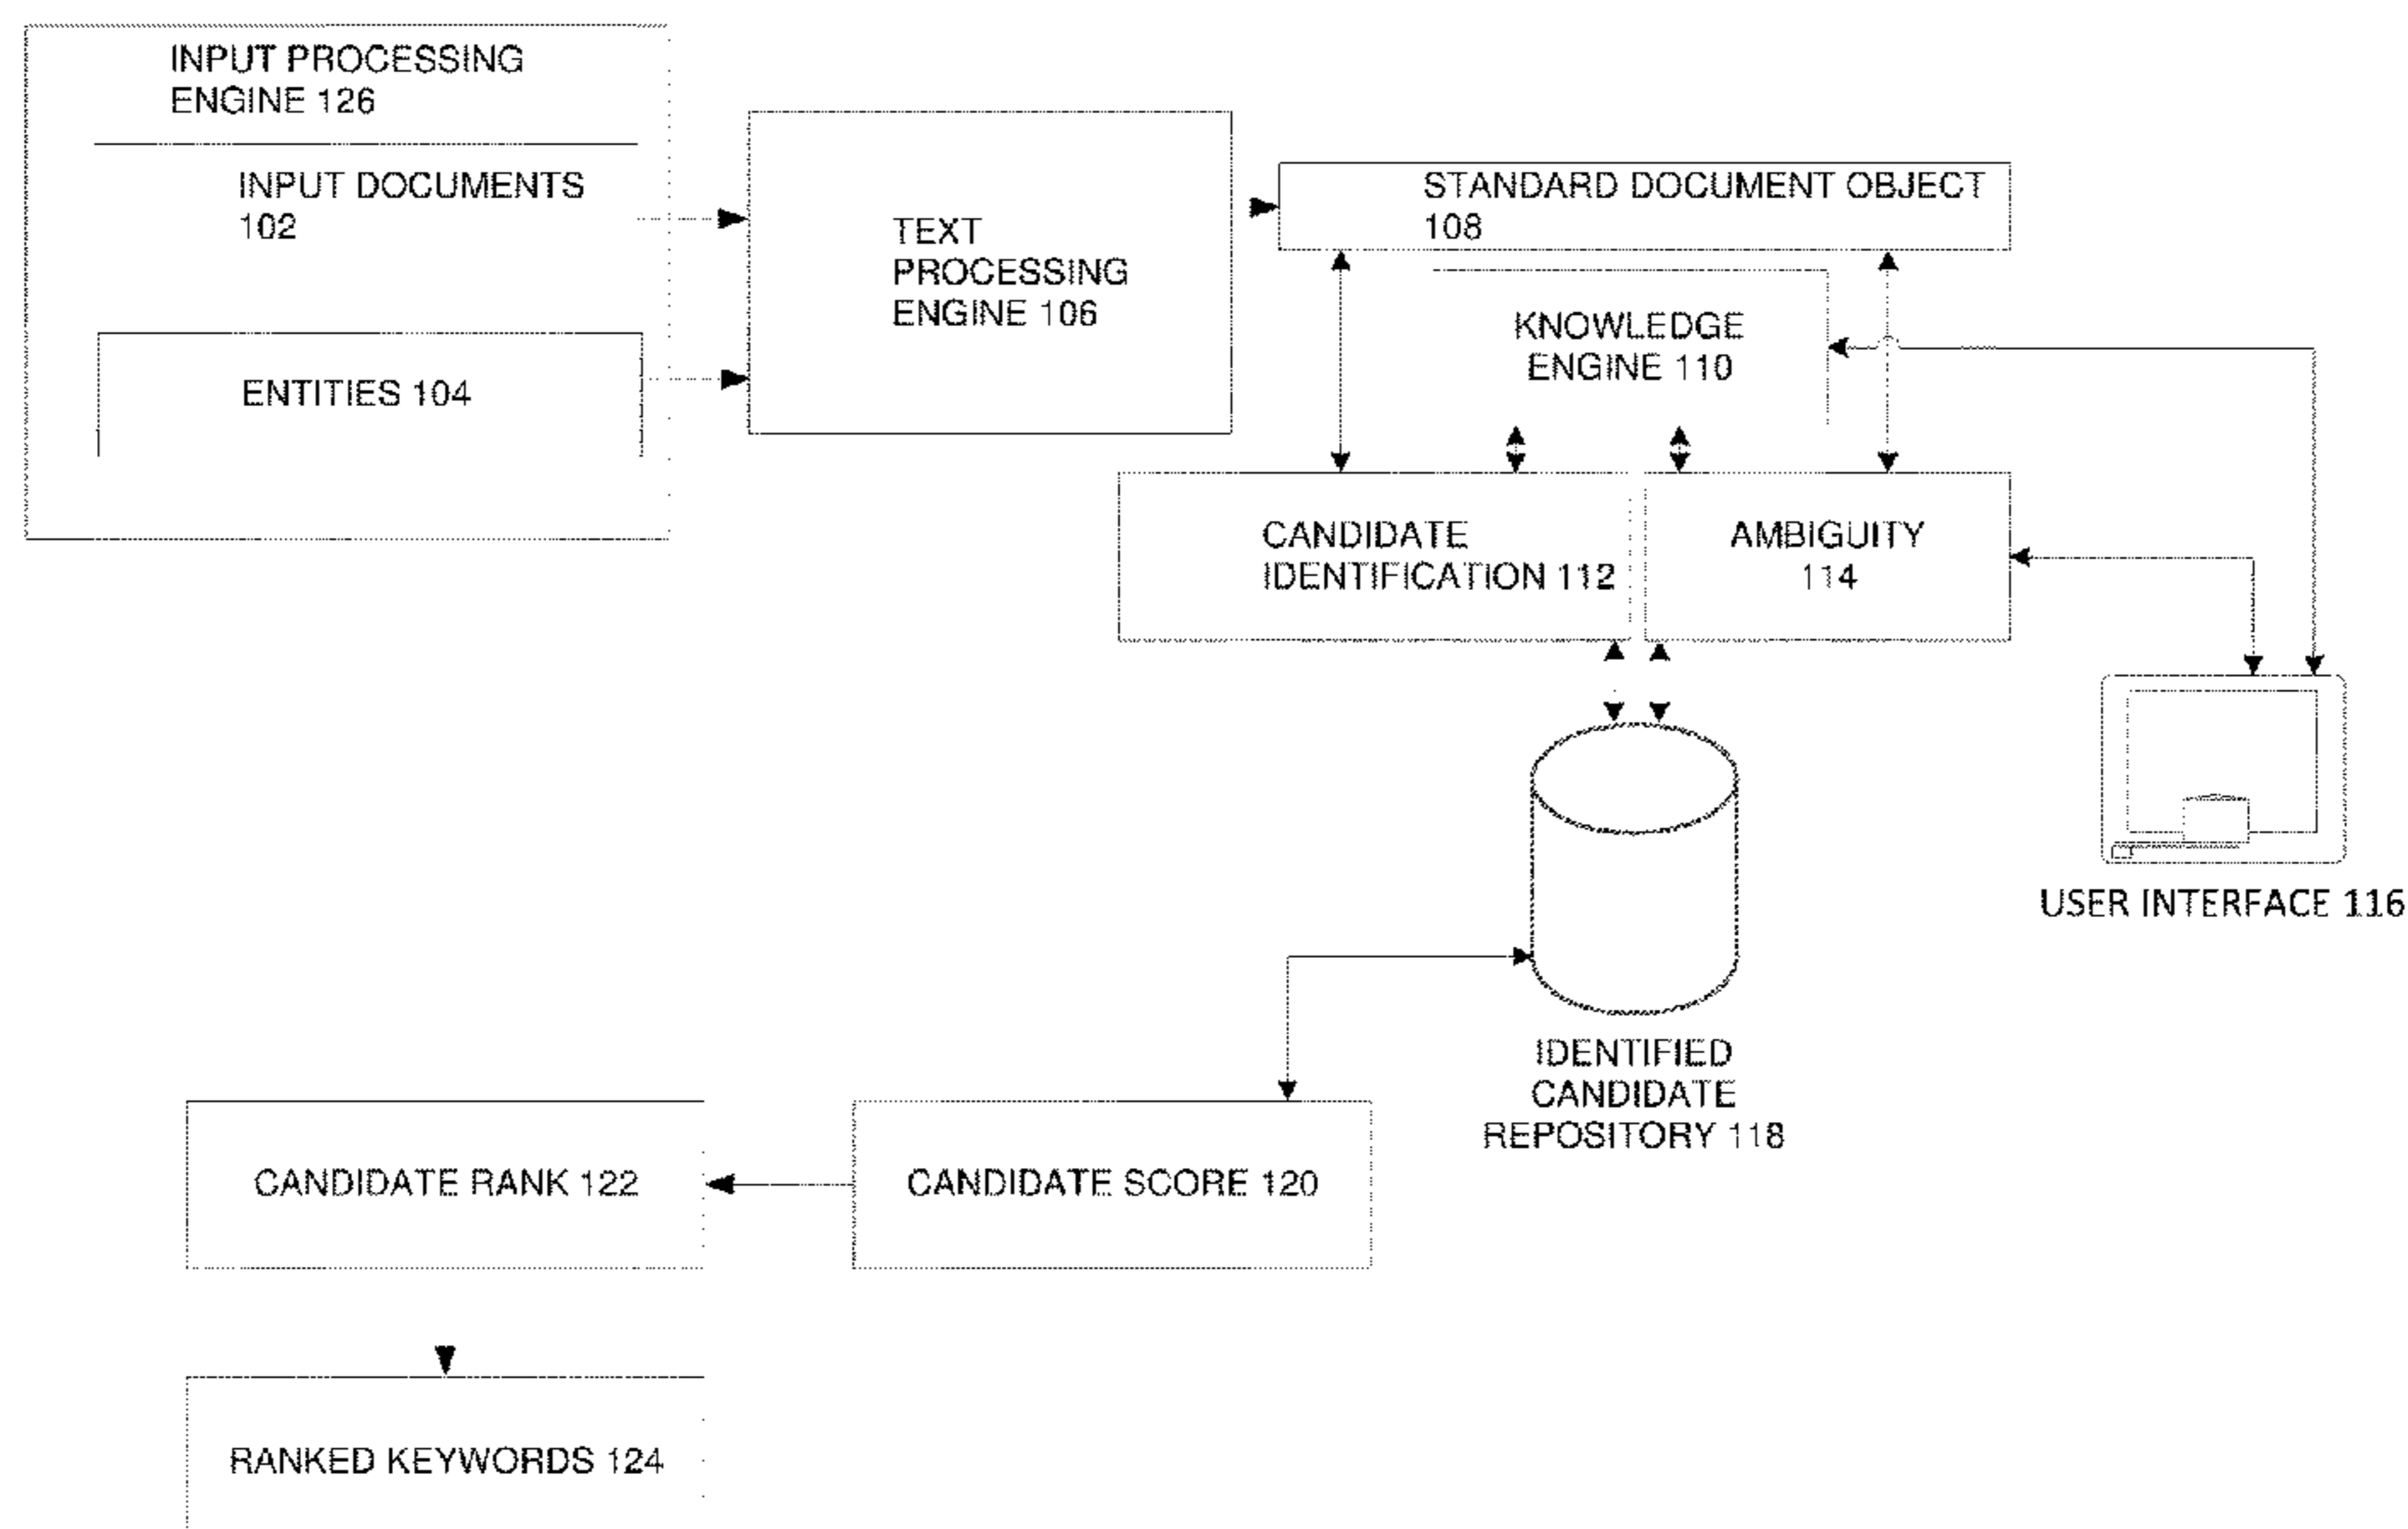 INPUT PROCESSING
ENGINE 126
INPUT DOCUMENTS
102
ENTITIES 104
TEXT
PROCESSING
ENGINE 106
STANDARD DOCUMENT OBJECT
108
KNOWLEDGE
ENGINE 110
CANDIDATE
IDENTIFICATION 112
AMBIGUITY
114
USER INTERFACE 116
IDENTIFIED
CANDIDATE
REPOSITORY 118
CANDIDATE RANK 122
CANDIDATE SCORE 120
RANKED KEYWORDS 124